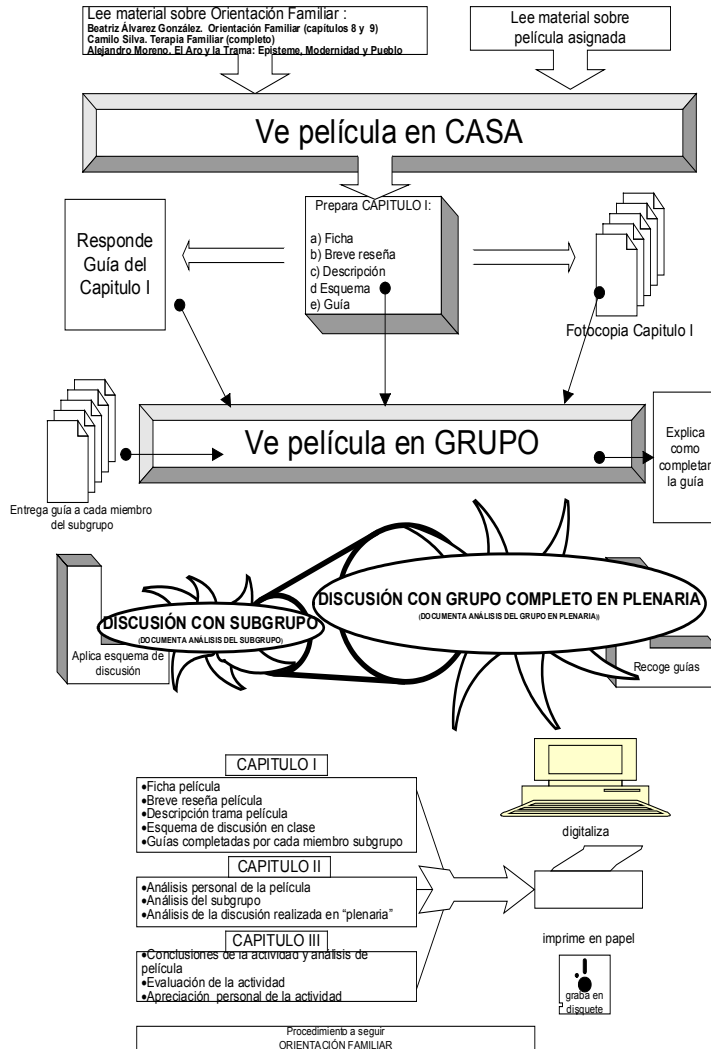 Lee material sobre Orientación Familiar :
Beatriz Álvarez González. Orientación Familiar (capítulos 8 y 9)
Camilo Silva. Terapia Familiar (completo)
Alejandro Moreno. El Aro y la Trama: Episteme, Modernidad y Pueblo
Lee material sobre
película asignada
Ve película en CASA
Responde
Guía del
Capitulo I
Prepara CAPITULO I:
a) Ficha
b) Breve reseña
c) Descripción
d Esquema
e) Guía
Fotocopia Capitulo I
Ve película en GRUPO
Entrega guía a cada miembro
del subgrupo
Explica
como
completar
la guía
DISCUSIÓN CON SUBGRUPO
(DOCUMENTA ANÁLISIS DEL SUBGRUPO)
DISCUSIÓN CON GRUPO COMPLETO EN PLENARIA
(DOCUMENTA ANÁLISIS DEL GRUPO EN PLENARIA))
Aplica esquema de
discusión
Recoge guías
CAPITULO I
•Ficha película
•Breve reseña película
•Descripción trama película
•Esquema de discusión en clase
•Guías completadas por cada miembro subgrupo
CAPITULO II
•Análisis personal de la película
•Análisis del subgrupo
•Análisis de la discusión realizada en "plenaria"
CAPITULO III
•Conclusiones de la actividad y análisis de
película
•Evaluación de la actividad
•Apreciación personal de la actividad
digitaliza
imprime en papel
graba en
disquete
Procedimiento a seguir
ORIENTACIÓN FAMILIAR